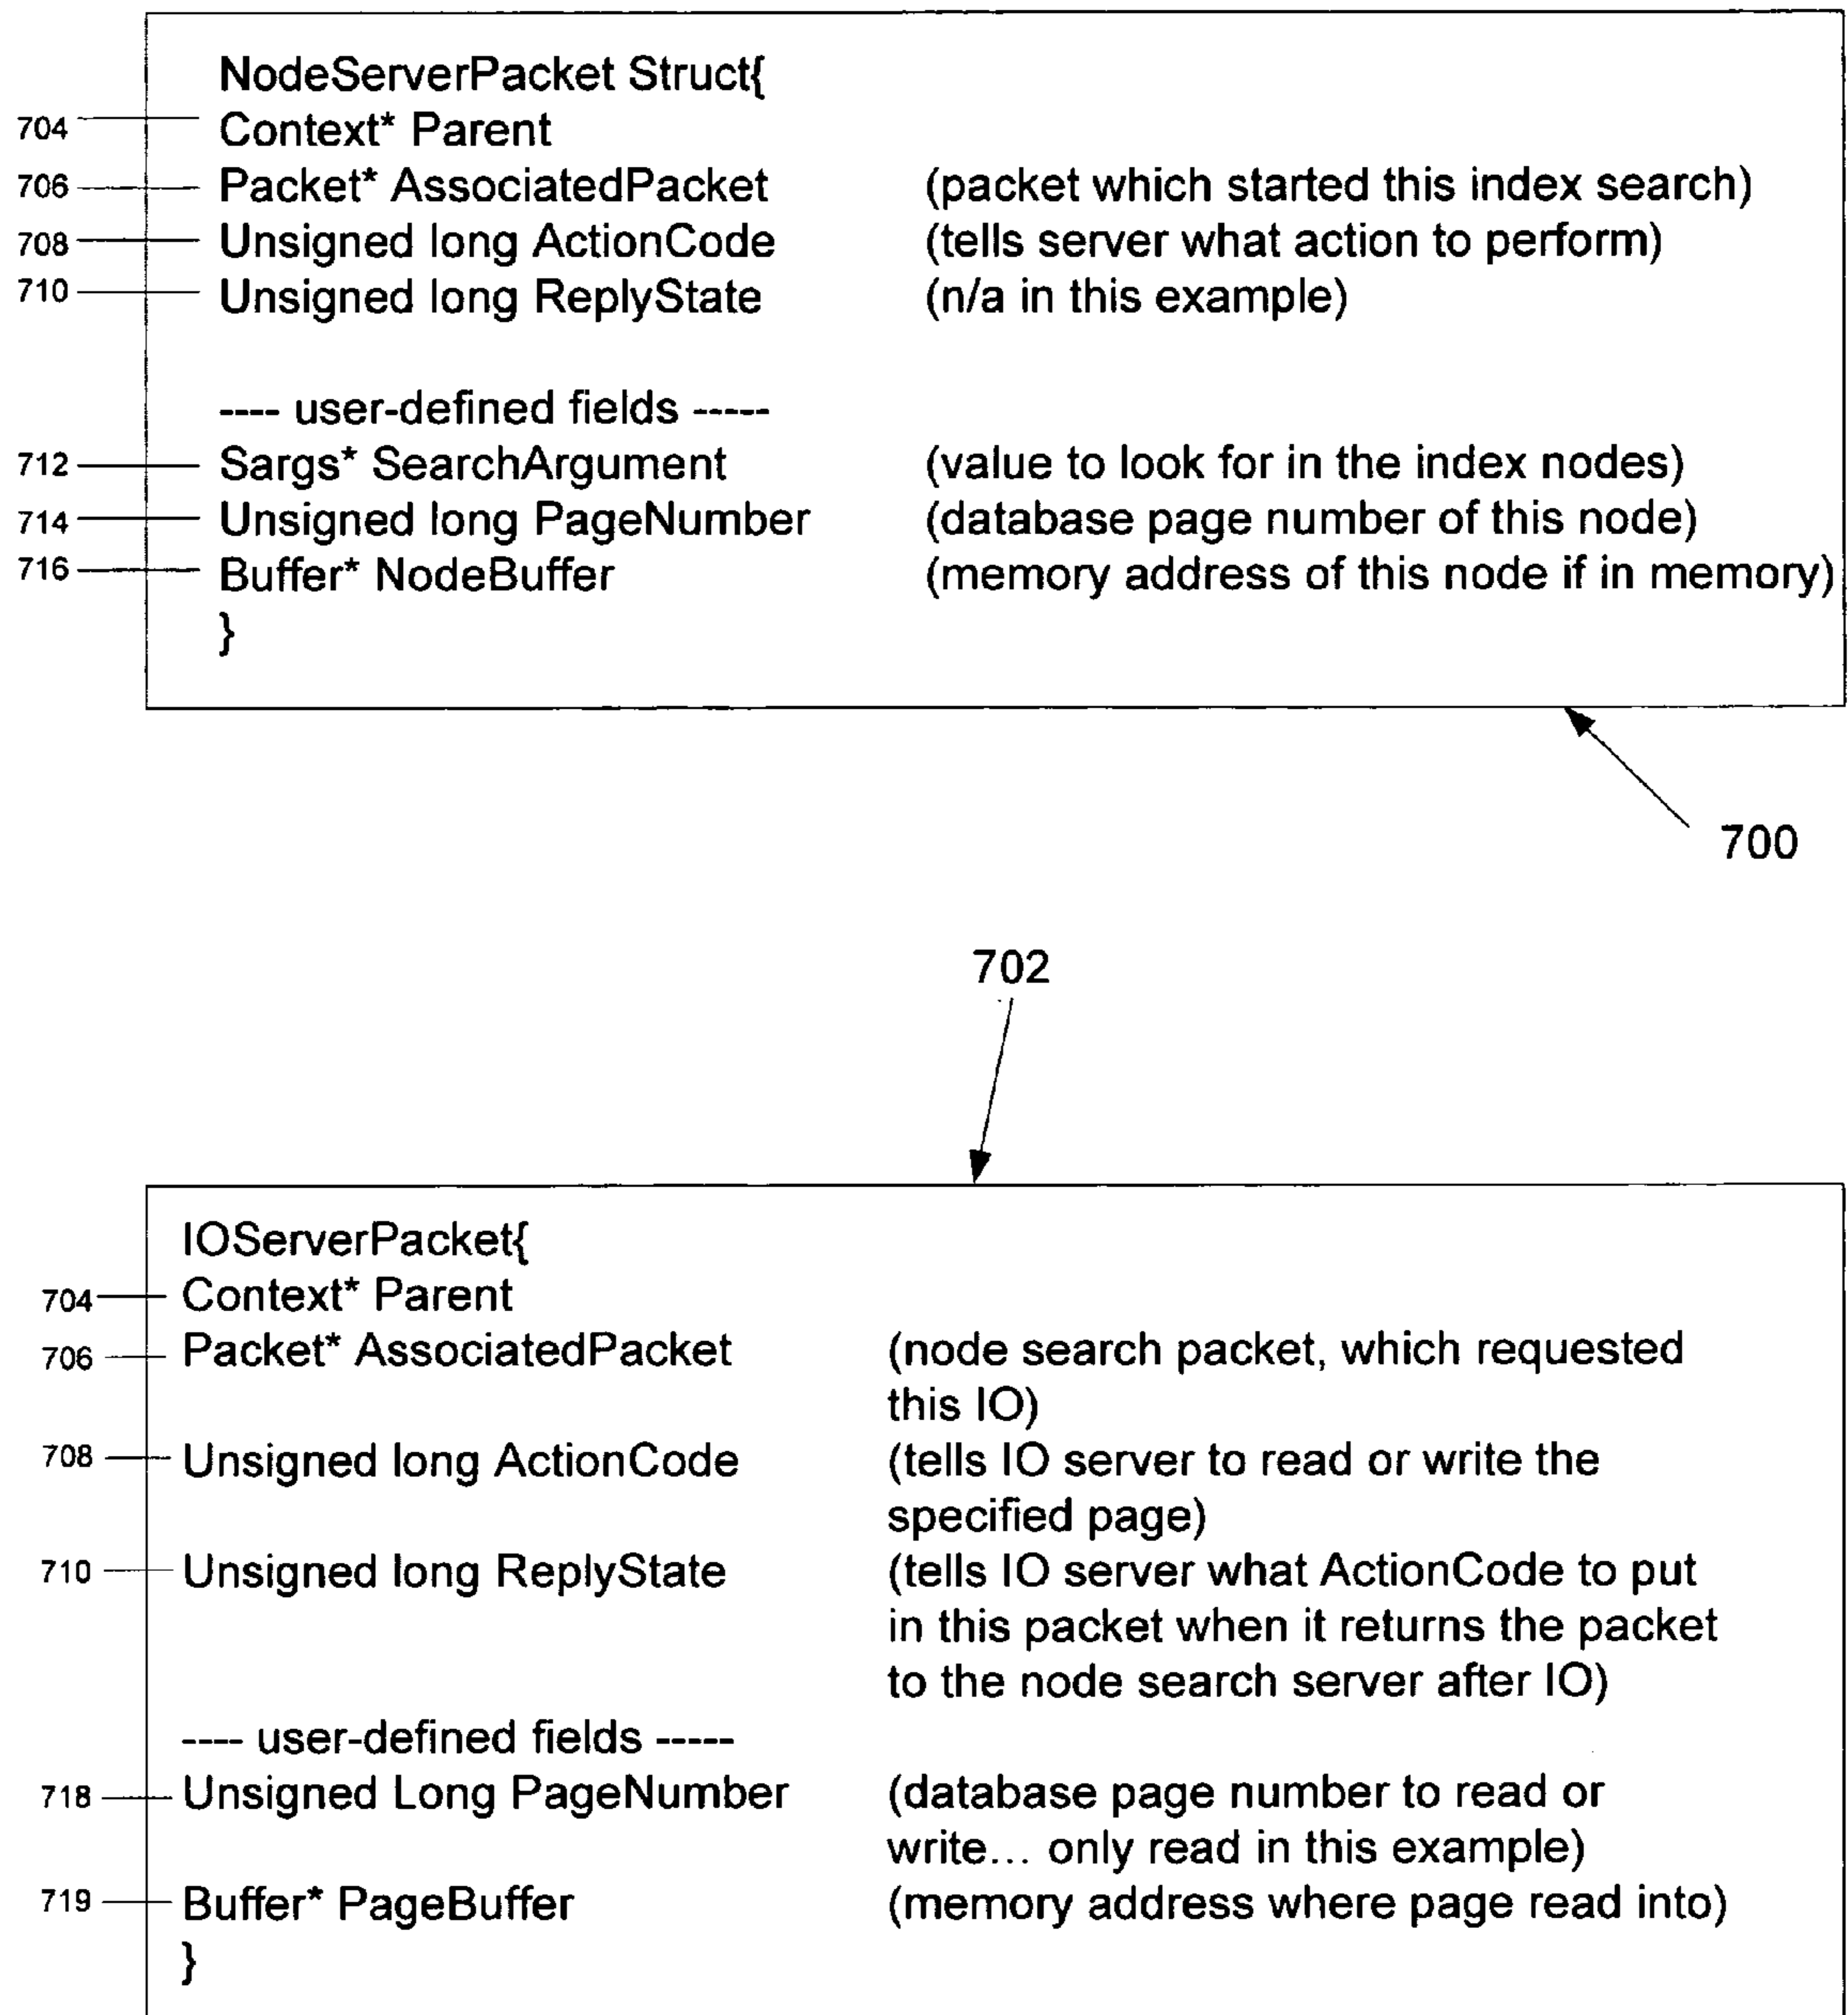 NodeServerPacket Struct{
704 Context* Parent
706 Packet* AssociatedPacket (packet which started this index search)
708 Unsigned long ActionCode (tells server what action to perform)
710 Unsigned long ReplyState (n/a in this example)
---- user-defined fields -----
712 Sargs* SearchArgument (value to look for in the index nodes)
714 Unsigned long PageNumber (database page number of this node)
716 Buffer* NodeBuffer (memory address of this node if in memory)
}
700
702
IOServerPacket{
704 Context* Parent
706 Packet* AssociatedPacket (node search packet, which requested
this IO)
708 Unsigned long ActionCode (tells IO server to read or write the
specified page)
710 Unsigned long ReplyState (tells IO server what ActionCode to put
in this packet when it returns the packet
to the node search server after IO)
---- user-defined fields -----
718 Unsigned Long PageNumber (database page number to read or
write... only read in this example)
719 Buffer* PageBuffer (memory address where page read into)
}